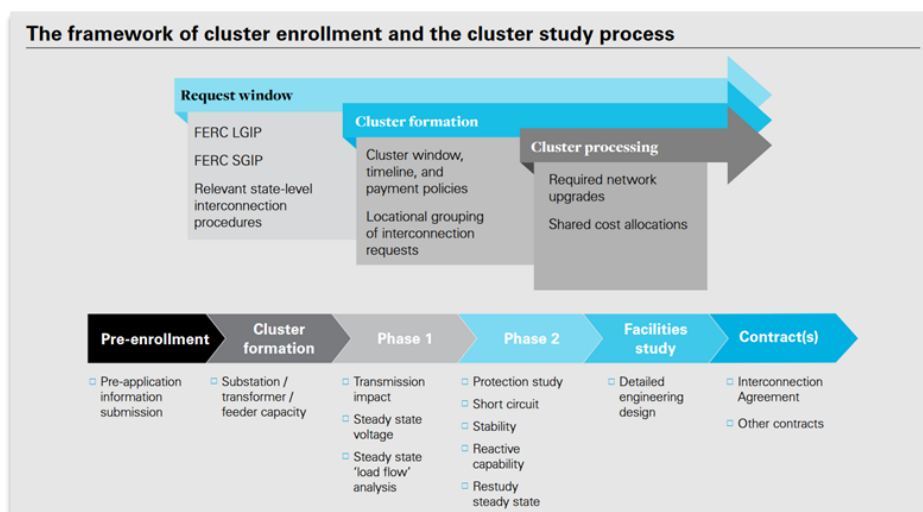 The framework of cluster enrollment and the cluster study process
Request window
FERC LGIP
FERC SGIP
Relevant state-level
interconnection
procedures
Cluster formation
Cluster window,
timeline, and
payment policies
Locational grouping
of interconnection
requests
Cluster processing
Required network
upgrades
Shared cost allocations
Pre-enrollment
Pre-application
information
submission
Cluster
formation
Substation /
transformer /
feeder capacity
Phase 1
Transmission
impact
Steady state
voltage
Steady state
‘load flow’
analysis
Phase 2
Protection study
Short circuit
Stability
Reactive
capability
Restudy
steady state
Facilities
study
Detailed
engineering
design
Contract(s)
Interconnection
Agreement
Other contracts